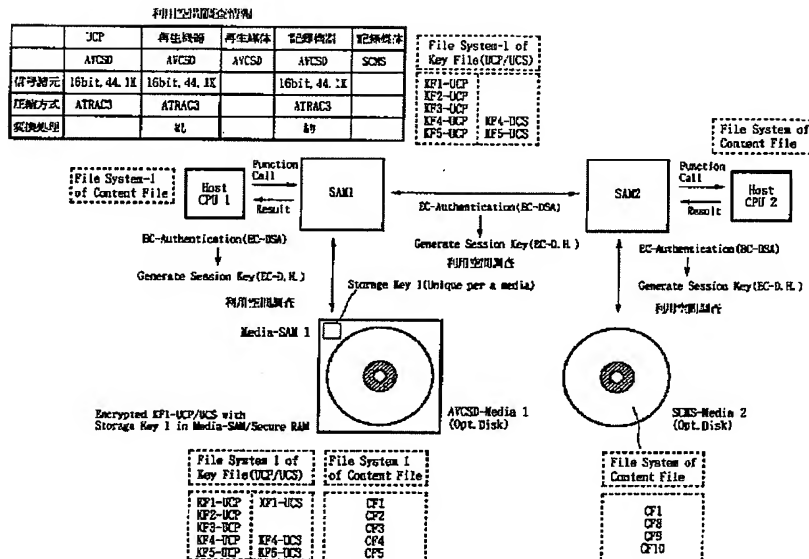 利用空間調査情報
UCP 再生機器 再生媒体 記録機器 記録媒体
AVCSD AVCSD AVCSD AVCSD SCMS
信号諸元 16bit, 44.1K 16bit, 44.1K 16bit, 44.1K
圧縮方式 ATRAC3 ATRAC3 ATRAC3
変換処理
File System-1 of
Key File(UCP/UCS)
KF1-UCP
KF2-UCP
KF3-UCP
KF4-UCP KF4-UCS
KF5-UCP KF5-UCS
File System of
Content File
File System-1
of Content File
Host
CPU 1
Function
Call
Result
SAM1
SAM2
Function
Call
Result
Host
CPU 2
EC-Authentication(EC-DSA)
Generate Session Key(EC-D.H.)
利用空間調査
EC-Authentication(EC-DSA)
Generate Session Key(EC-D.H.)
利用空間調査
EC-Authentication(EC-DSA)
Generate Session Key(EC-D.H.)
利用空間調査
Storage Key 1(Unique per a media)
Media-SAM 1
Encrypted KF1-UCP/UCS with
Storage Key 1 in Media-SAM/Secure RAM
AVCSD-Media 1
(Opt.Disk)
SCMS-Media 2
(Opt.Disk)
File System 1 of
Key File(UCP/UCS)
KF1-UCP KF1-UCS
KF2-UCP
KF3-UCP
KF4-UCP KF4-UCS
KF5-UCP KF5-UCS
File System 1
of Content File
CF1
CF2
CF3
CF4
CF5
File System of
Content File
CF1
CF8
CF9
CF10